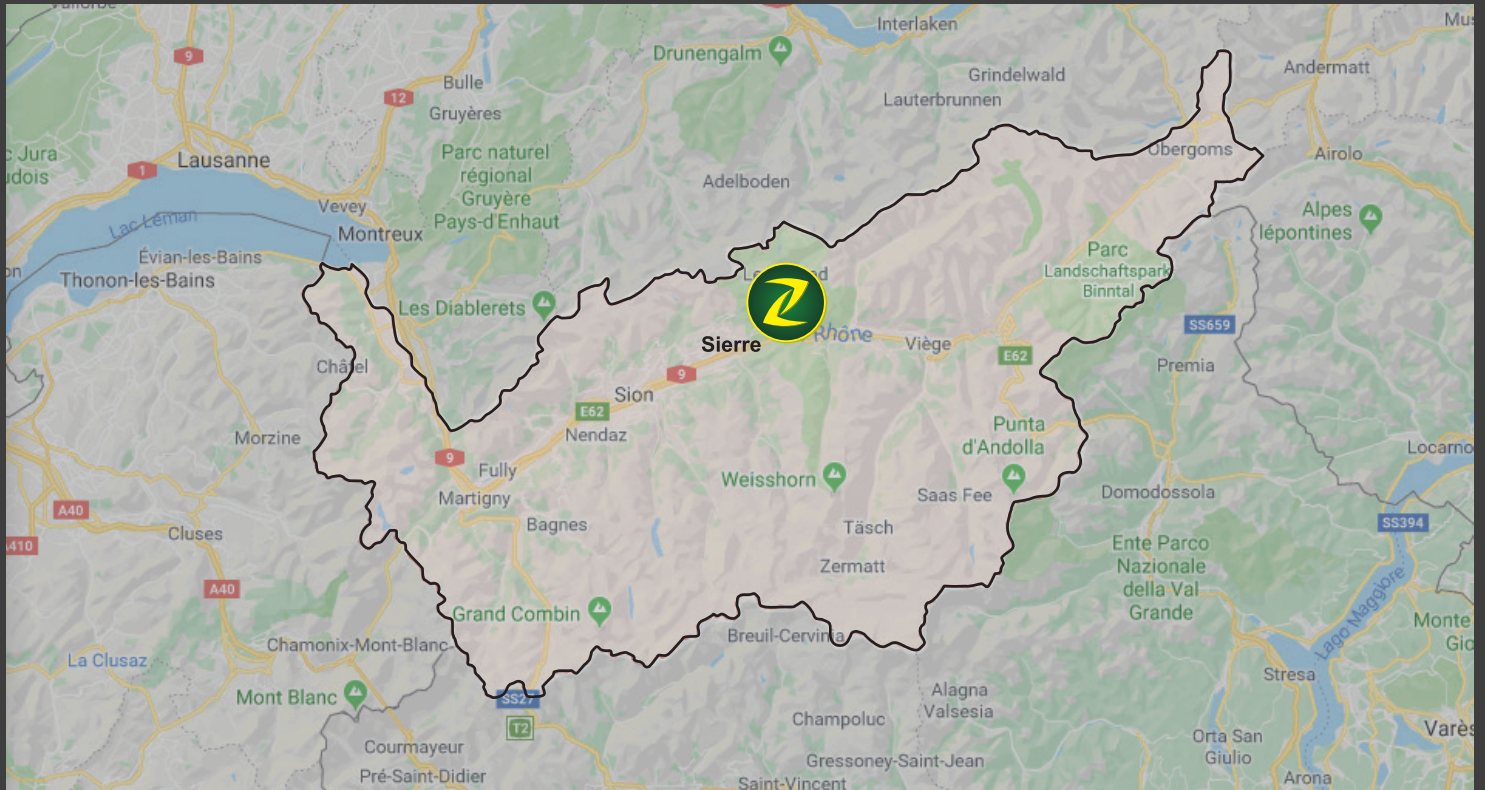 Interlaken
9
Drunengalm
Andermatt
Bulle
Grindelwald
12
Lauterbrunnen
Gruyères
Parc naturel
régional
Gruyère
Pays-d'Enhaut
c Jura
udois
Lausanne
1
Obergoms
Airolo
Adelboden
Vevey
Lac Léman
Montreux
Alpes
lépontines
Évian-les-Bains
Thonon-les-Bains
Parc
Landschaftspark
Binntal
Les Diablerets
Rhône
SS659
Sierre
Viège
E62
Châtel
Premia
9
Sion
E62
Nendaz
Punta
d'Andolla
Morzine
Locarno
9
Fully
Weisshorn
Martigny
Saas Fee
Domodossola
A40
Bagnes
Täsch
SS394
Cluses
A410
Zermatt
Ente Parco
Nazionale
della Val
Grande
A40
Grand Combin
Lago Maggiore
Breuil-Cervinia
Monte
Chamonix-Mont-Blanc
La Clusaz
Stresa
Mont Blanc
SS27
Alagna
Valsesia
T2
Champoluc
Varès
Courmayeur
Orta San
Giulio
Gressoney-Saint-Jean
Pré-Saint-Didier
Saint-Vincent
Arona